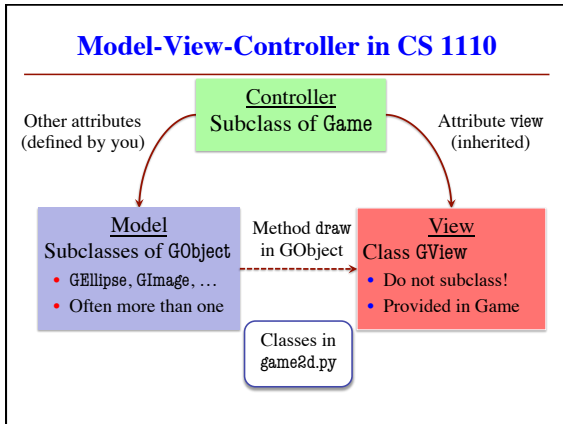 Model-View-Controller in CS 1110
Controller
Subclass of Game
Other attributes
(defined by you)
Attribute view
(inherited)
Model
Subclasses of GObject
• GEllipse, GImage, …
• Often more than one
Method draw
in GObject
View
Class GView
• Do not subclass!
• Provided in Game
Classes in
game2d.py